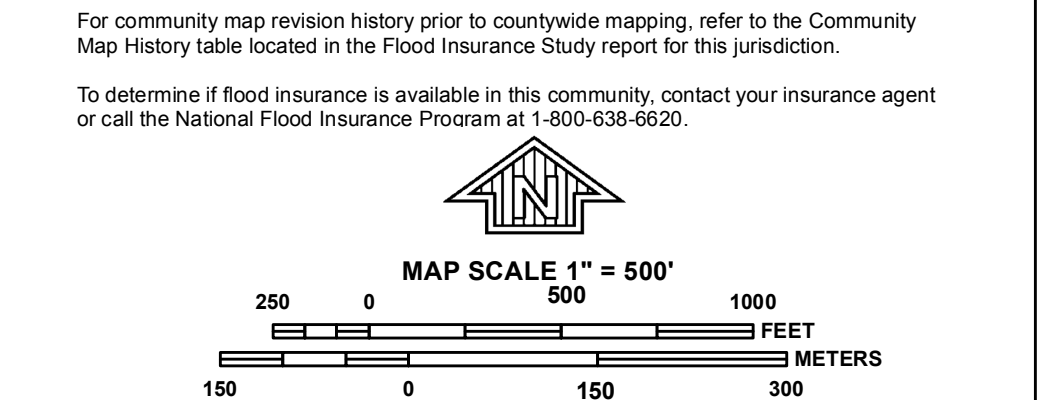 For community map revision history prior to countywide mapping, refer to the Community
Map History table located in the Flood Insurance Study report for this jurisdiction.
To determine if flood insurance is available in this community, contact your insurance agent
or call the National Flood Insurance Program at 1-800-638-6620.
N
MAP SCALE 1" = 500'
250 0 500 1000
FEET
METERS
150 0 150 300